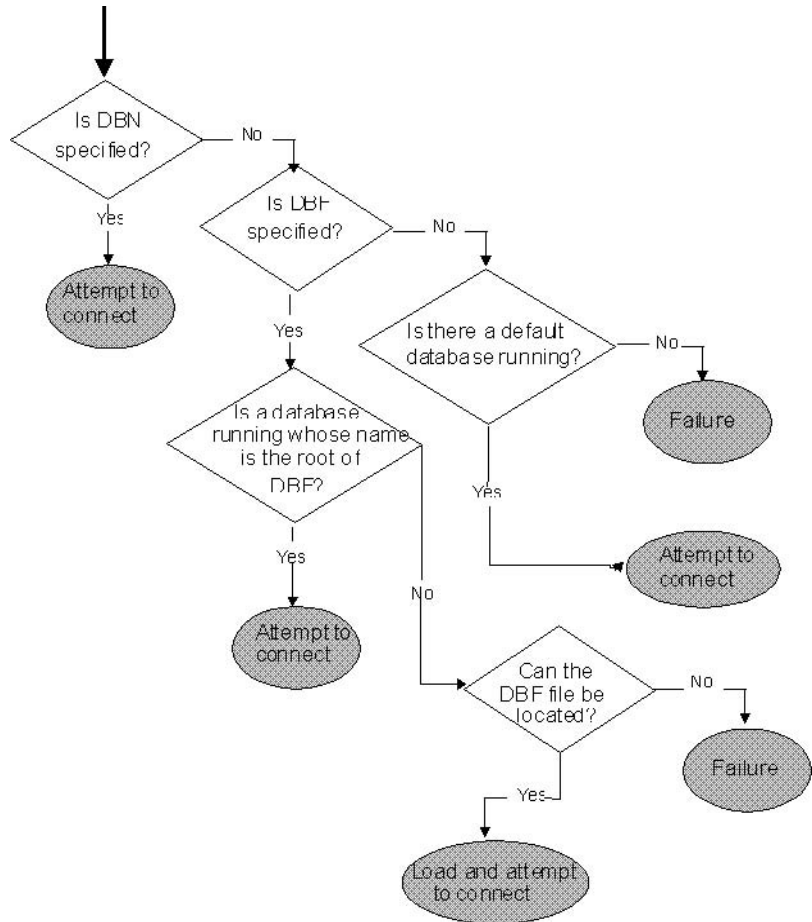 Is DBN
specified?
No
Yes
Attempt to
connect
Is DBF
specified?
No
Yes
Is there a default
database running?
No
Failure
Yes
Attempt to
connect
Is a database
running whose name
is the root of
DBF?
Yes
Attempt to
connect
No
Can the
DBF file be
located?
No
Failure
Yes
Load and attempt
to connect